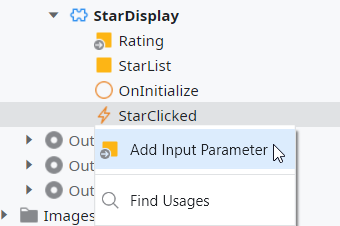 StarDisplay
Rating
StarList
OnInitialize
StarClicked
Out
Add Input Parameter
Out
Out
Find Usages
Images